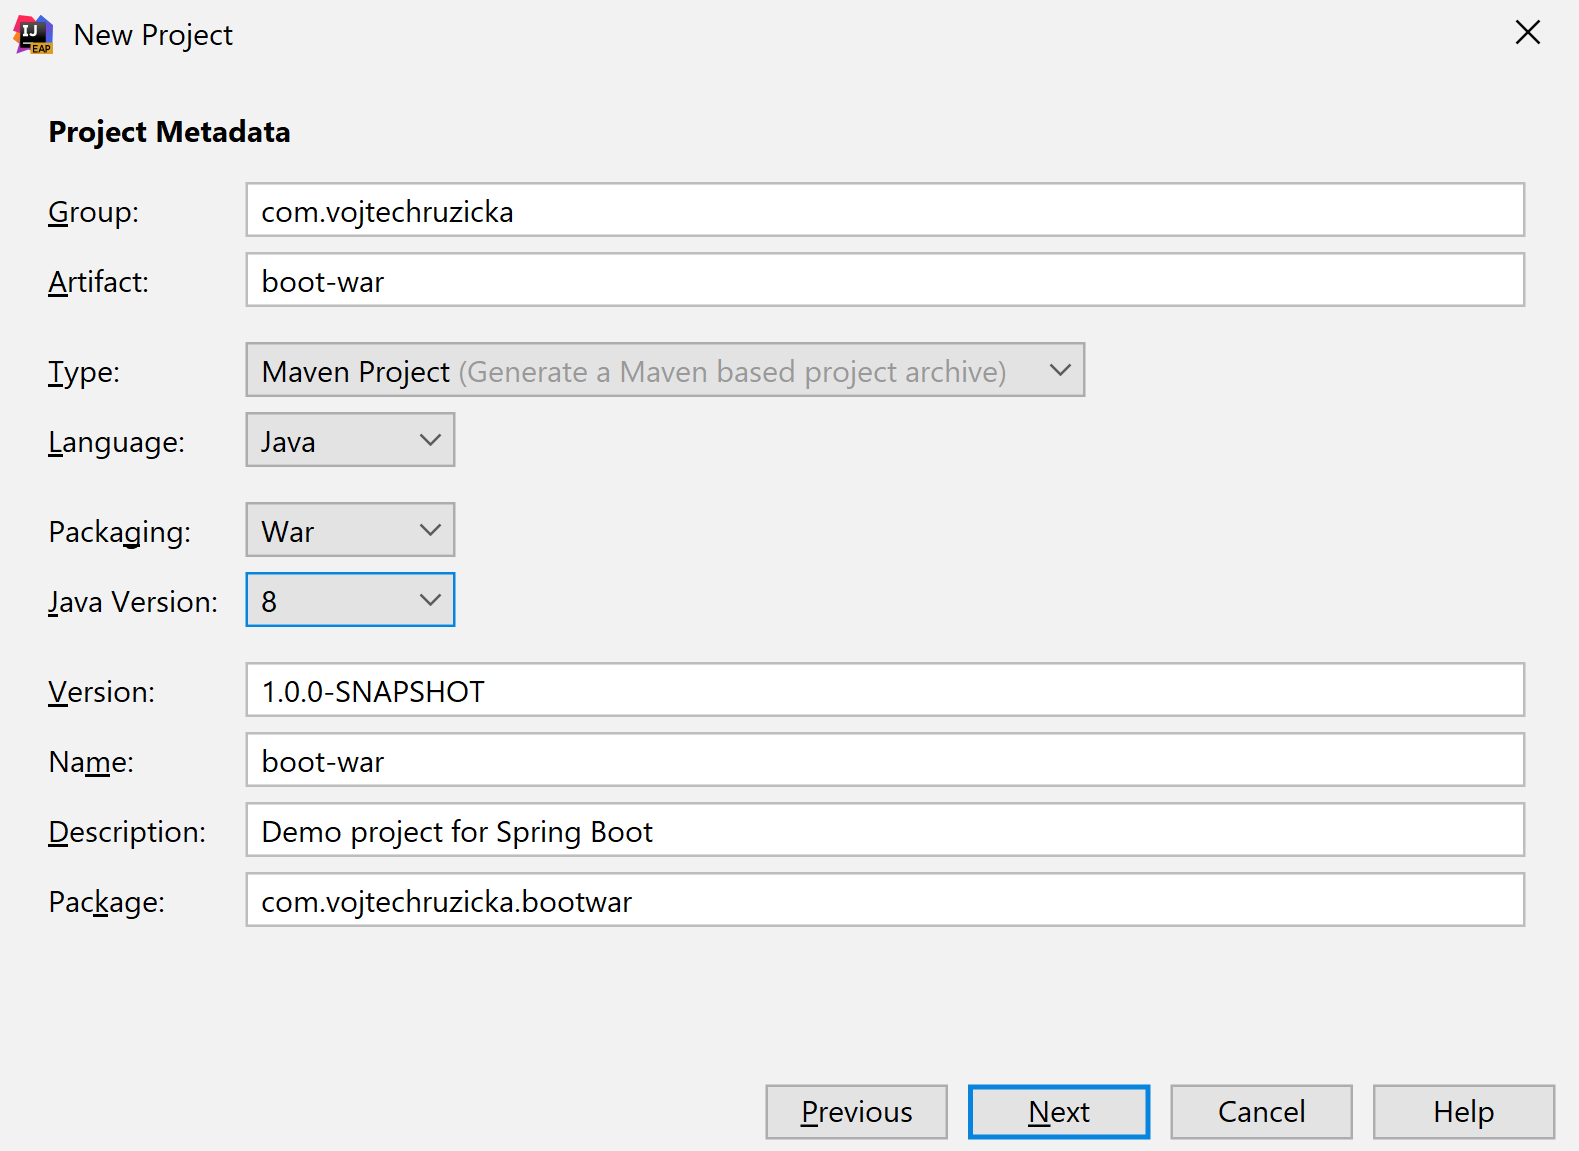 IJ
EAP
New Project
Project Metadata
Group: com.vojtechruzicka
Artifact: boot-war
Type: Maven Project (Generate a Maven based project archive)
Language: Java
Packaging: War
Java Version: 8
Version: 1.0.0-SNAPSHOT
Name: boot-war
Description: Demo project for Spring Boot
Package: com.vojtechruzicka.bootwar
Previous Next Cancel Help